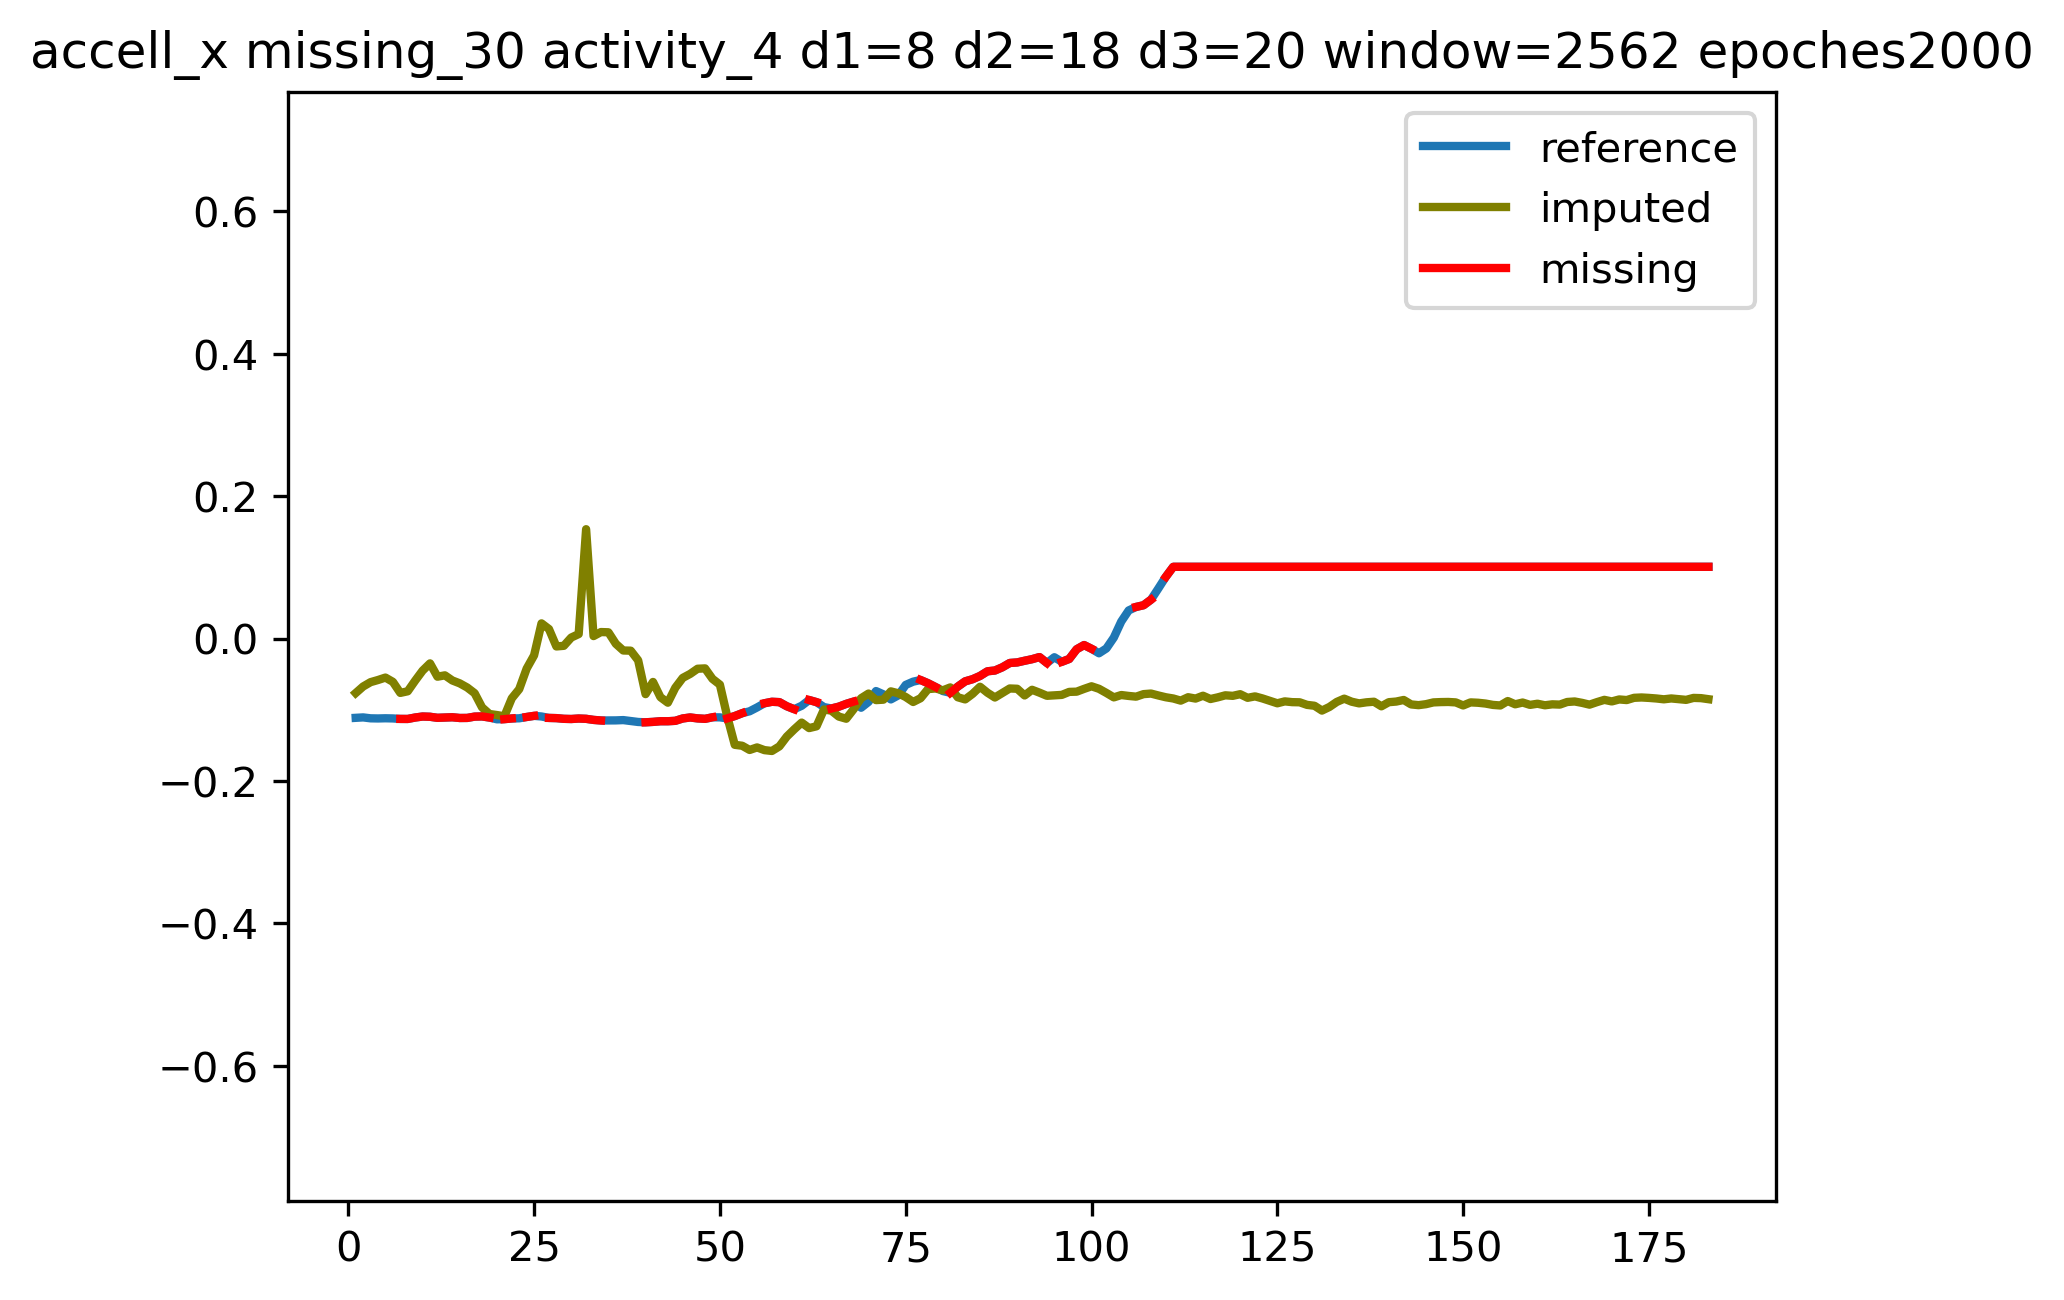 accell_x missing_30 activity_4 d1=8 d2=18 d3=20 window=2562 epoches2000
reference
imputed
missing
0.6
0.4
0.2
0.0
−0.2
−0.4
−0.6
0 25 50 75 100 125 150 175